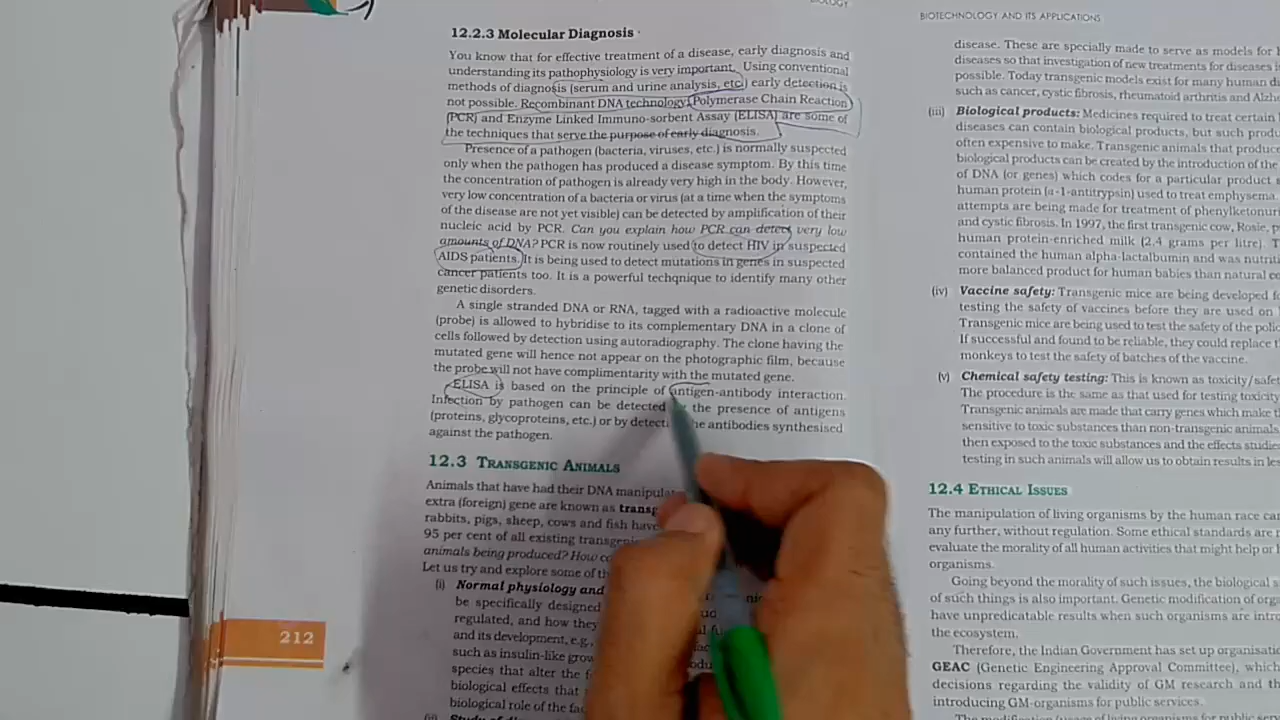 BIOLOGY
12.2.3 Molecular Diagnosis
You know that for effective treatment of a disease, early diagnosis and
understanding its pathophysiology is very important. Using conventional
methods of diagnosis (serum and urine analysis, etc.) early detection is
not possible. Recombinant DNA technology, Polymerase Chain Reaction
(PCR) and Enzyme Linked Immuno-sorbent Assay (ELISA) are some of
the techniques that serve the purpose of early diagnosis.
Presence of a pathogen (bacteria, viruses, etc.) is normally suspected
only when the pathogen has produced a disease symptom. By this time
the concentration of pathogen is already very high in the body. However,
very low concentration of a bacteria or virus (at a time when the symptoms
of the disease are not yet visible) can be detected by amplification of their
nucleic acid by PCR. Can you explain how PCR can detect very low
amounts of DNA? PCR is now routinely used to detect HIV in suspected
AIDS patients. It is being used to detect mutations in genes in suspected
cancer patients too. It is a powerful techqnique to identify many other
genetic disorders.
A single stranded DNA or RNA, tagged with a radioactive molecule
(probe) is allowed to hybridise to its complementary DNA in a clone of
cells followed by detection using autoradiography. The clone having the
mutated gene will hence not appear on the photographic film, because
the probe will not have complimentarity with the mutated gene.
ELISA is based on the principle of antigen-antibody interaction.
Infection by pathogen can be detected the presence of antigens
(proteins, glycoproteins, etc.) or by antibodies synthesised
against the pathogen.
12.3 TRANSGENIC ANIMALS
Animals that have had their DNA
extra (foreign) gene are known as
rabbits, pigs, sheep, cows and fish have
95 per cent of all existing
animals being produced? How
Let us try and explore some of
(i) Normal physiology and
be specifically designed
regulated, and how they
and its development, e.g.,
such as insulin-like
species that alter the
biological effects that
biological role of the
212
BIOTECHNOLOGY AND ITS APPLICATIONS
disease. These are specially made to serve as models for
diseases so that investigation of new treatments for diseases
possible. Today transgenic models exist for many human
such as cancer, cystic fibrosis, rheumatoid arthritis and
(iii) Biological products: Medicines required to treat certain
diseases can contain biological products, but such
often expensive to make. Transgenic animals that produce
biological products can be created by the introduction of the
of DNA (or genes) which codes for a particular product
human protein (α-1-antitrypsin) used to treat emphysema.
attempts are being made for treatment of
and cystic fibrosis. In 1997, the first transgenic cow, Rosie,
human protein-enriched milk (2.4 grams per litre).
contained the human alpha-lactalbumin and was
more balanced product for human babies than natural
(iv) Vaccine safety: Transgenic mice are being developed
testing the safety of vaccines before they are used on
Transgenic mice are being used to test the safety of the
If successful and found to be reliable, they could replace
monkeys to test the safety of batches of the vaccine.
(v) Chemical safety testing: This is known as
The procedure is the same as that used for testing toxicity
Transgenic animals are made that carry genes which make
sensitive to toxic substances than non-transgenic animals.
then exposed to the toxic substances and the effects
testing in such animals will allow us to obtain results in
12.4 ETHICAL ISSUES
The manipulation of living organisms by the human race
any further, without regulation. Some ethical standards are
evaluate the morality of all human activities that might help or
organisms.
Going beyond the morality of such issues, the biological
of such things is also important. Genetic modification of
have unpredicatable results when such organisms are
the ecosystem.
Therefore, the Indian Government has set up
GEAC (Genetic Engineering Approval Committee), which
decisions regarding the validity of GM research and
introducing GM-organisms for public services.